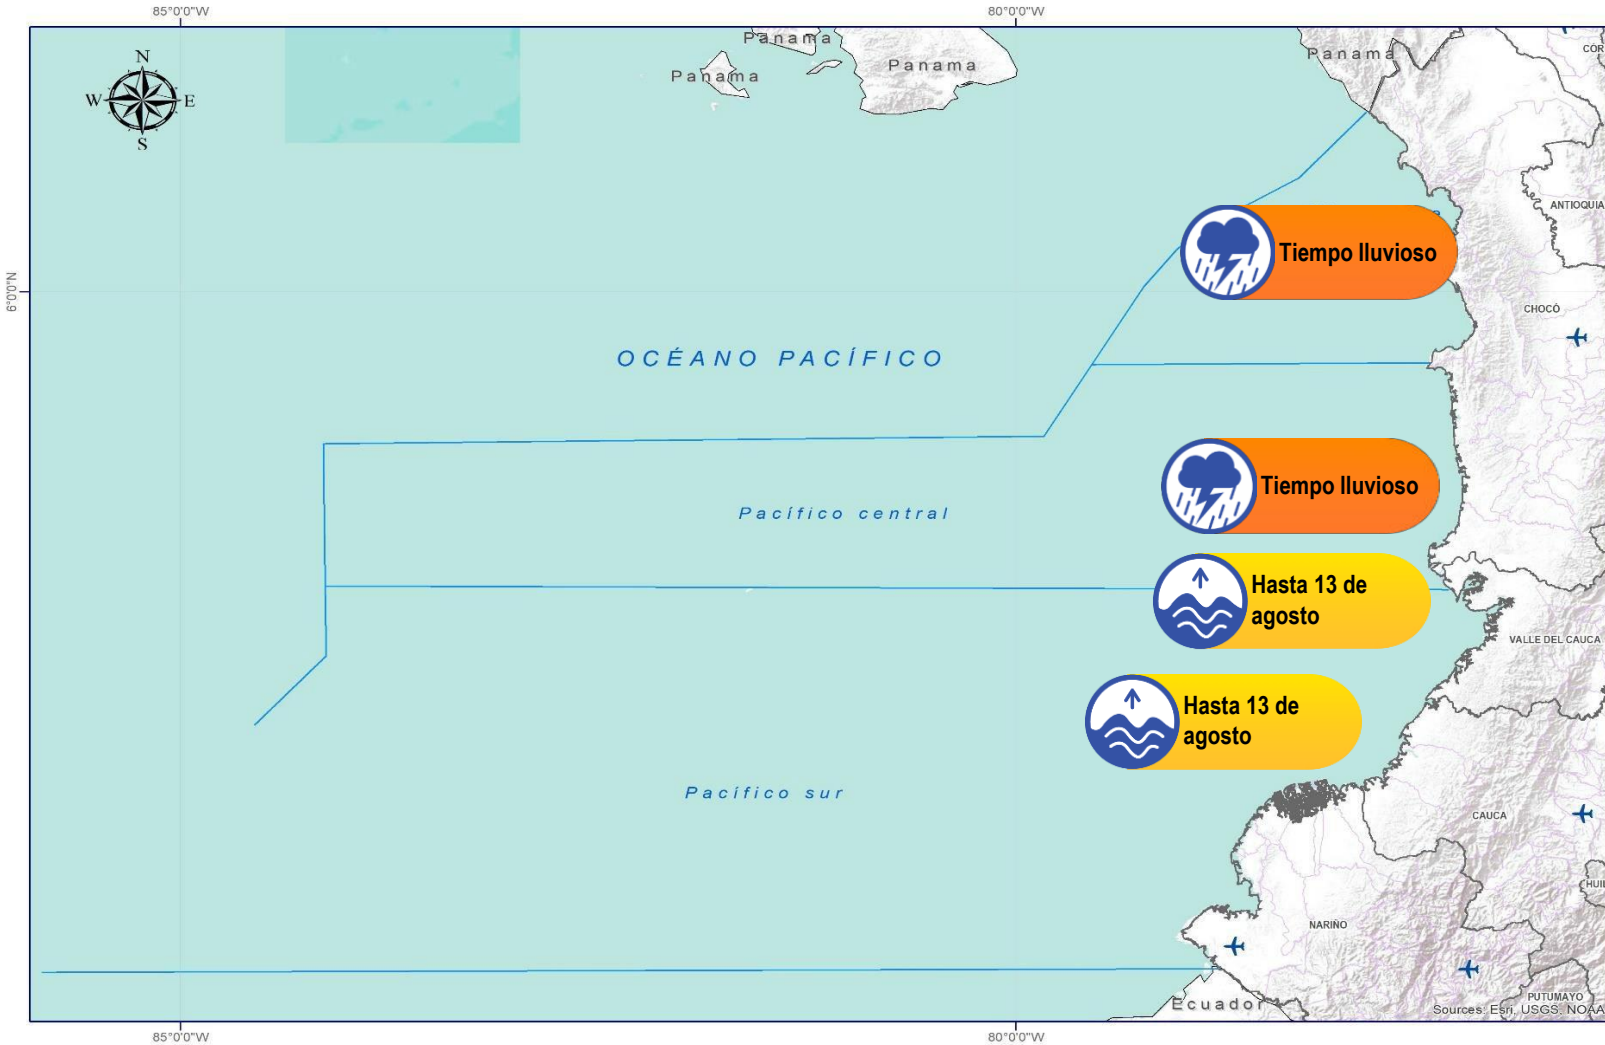 85°0'0"W
80°0'0"W
Panama
Panama
Panama
Panama
COR
N
W
E
S
ANTIOQUIA
Tiempo lluvioso
6°0'0"N
CHOCÓ
OCÉANO PACÍFICO
Tiempo lluvioso
Pacífico central
Hasta 13 de
agosto
VALLE DEL CAUCA
Hasta 13 de
agosto
Pacífico sur
CAUCA
HUIL
NARIÑO
PUTUMAYO
Ecuador
Sources: Esri, USGS, NOAA
85°0'0"W
80°0'0"W